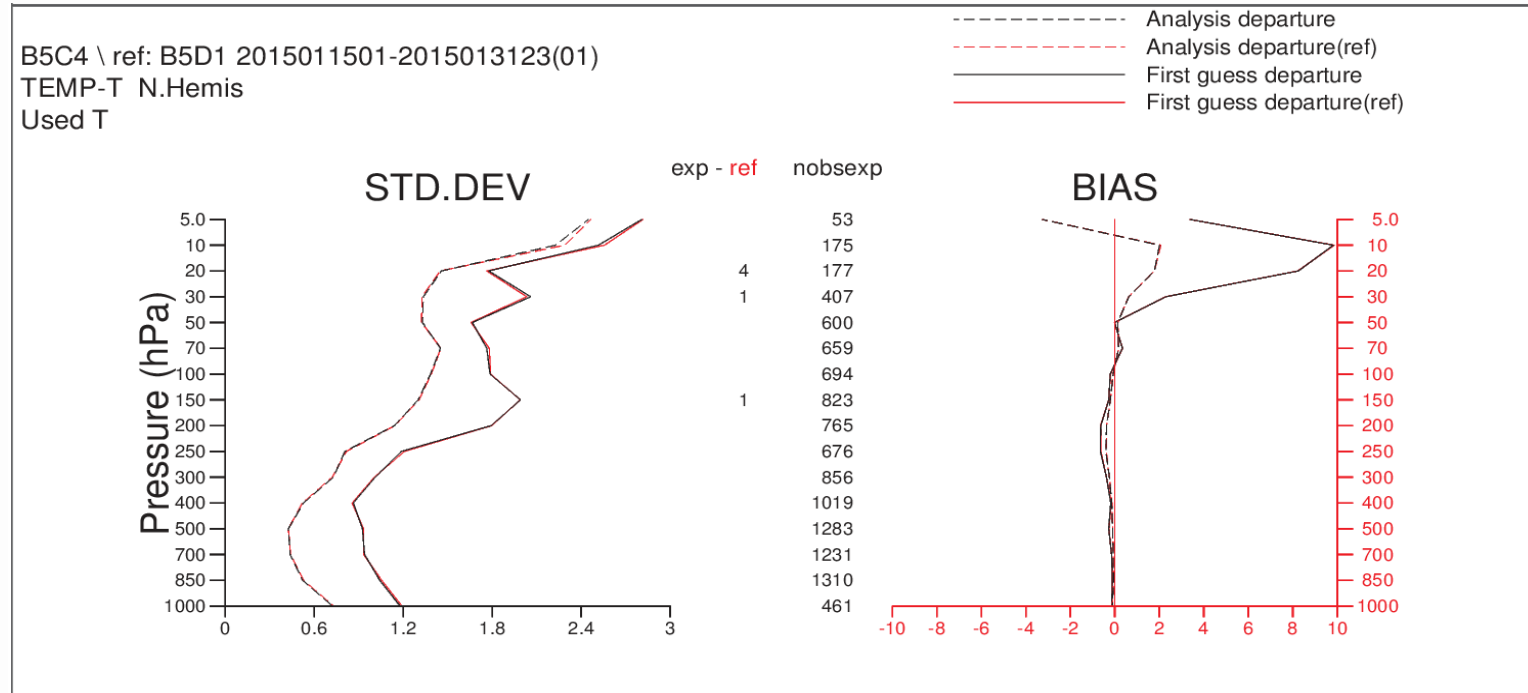 Analysis departure
Analysis departure(ref)
First guess departure
First guess departure(ref)
B5C4 \ ref: B5D1 2015011501-2015013123(01)
TEMP-T N.Hemis
Used T
STD.DEV
exp - ref
nobsexp
BIAS
Pressure (hPa)
5.0 53 5.0
10 175 10
20 4 177 20
30 1 407 30
50 600 50
70 659 70
100 694 100
150 1 823 150
200 765 200
250 676 250
300 856 300
400 1019 400
500 1283 500
700 1231 700
850 1310 850
1000 461 1000
0 0.6 1.2 1.8 2.4 3
-10 -8 -6 -4 -2 0 2 4 6 8 10